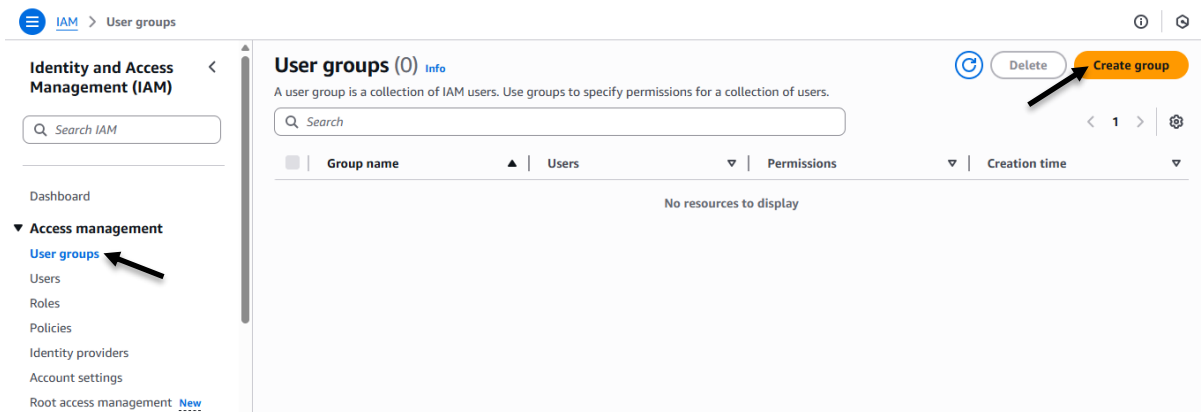 IAM > User groups
Identity and Access
Management (IAM)
Search IAM
Dashboard
Access management
User groups
Users
Roles
Policies
Identity providers
Account settings
Root access management New
User groups (0) Info
Delete
Create group
A user group is a collection of IAM users. Use groups to specify permissions for a collection of users.
Search
1
Group name
Users
Permissions
Creation time
No resources to display